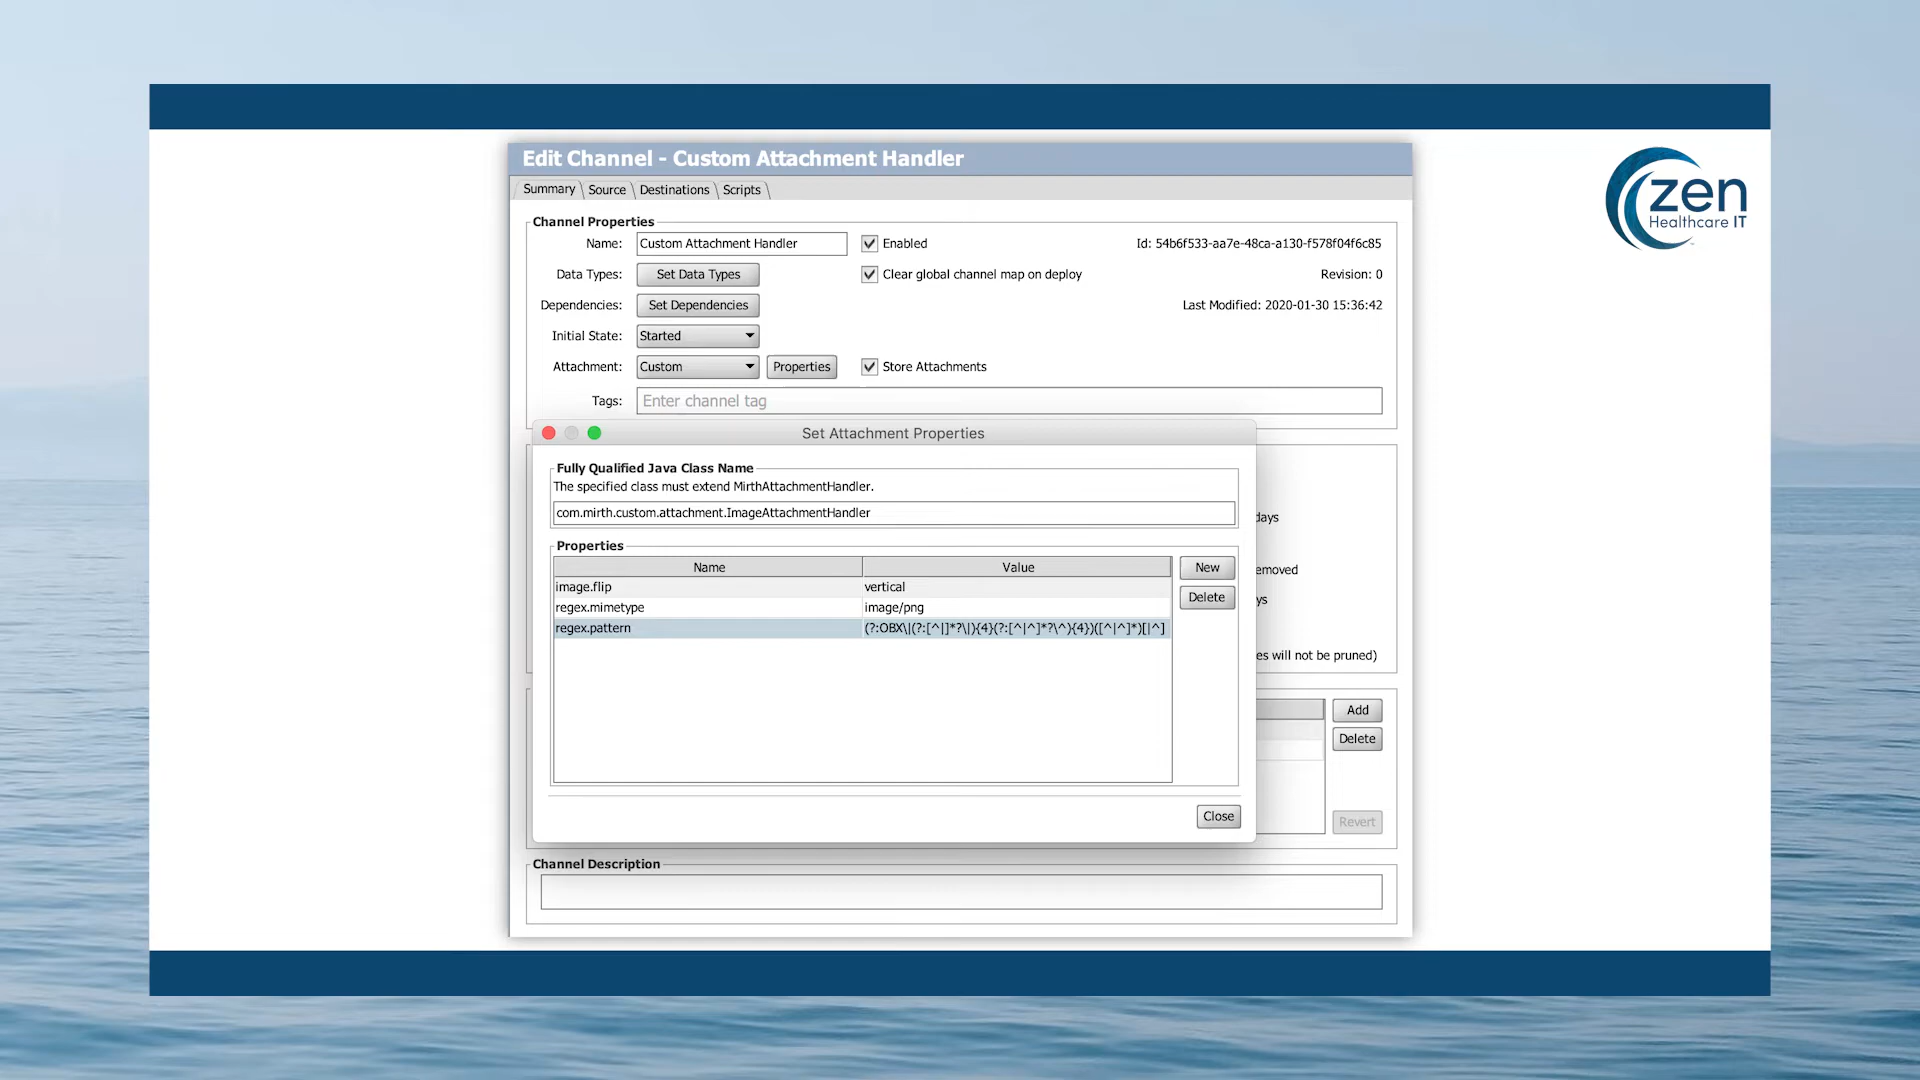 zen
Healthcare IT
Edit Channel - Custom Attachment Handler
Summary Source Destinations Scripts
Channel Properties
Name: Custom Attachment Handler Enabled Id: 54b6f533-aa7e-48ca-a130-f578f04f6c85
Data Types: Set Data Types Clear global channel map on deploy Revision: 0
Dependencies: Set Dependencies Last Modified: 2020-01-30 15:36:42
Initial State: Started
Attachment: Custom Properties Store Attachments
Tags: Enter channel tag
Set Attachment Properties
Fully Qualified Java Class Name
The specified class must extend MirthAttachmentHandler.
com.mirth.custom.attachment.ImageAttachmentHandler
days
Properties
Name Value New
emoved
image.flip vertical
Delete
ys
regex.mimetype image/png
regex.pattern (?:OBX\|(?:[^|]*?\|){4}(?:[^|^]*?\^){4})([^|^]*)[|^]
es will not be pruned)
Add
Delete
Close
Revert
Channel Description